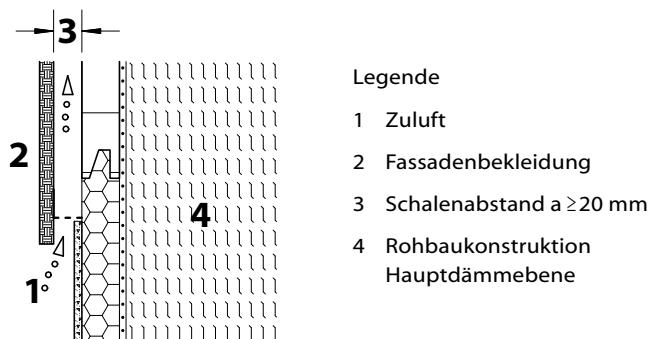 3
2
4
1
Legende
1 Zuluft
2 Fassadenbekleidung
3 Schalenabstand a ≥20 mm
4 Rohbaukonstruktion
Hauptdämmebene